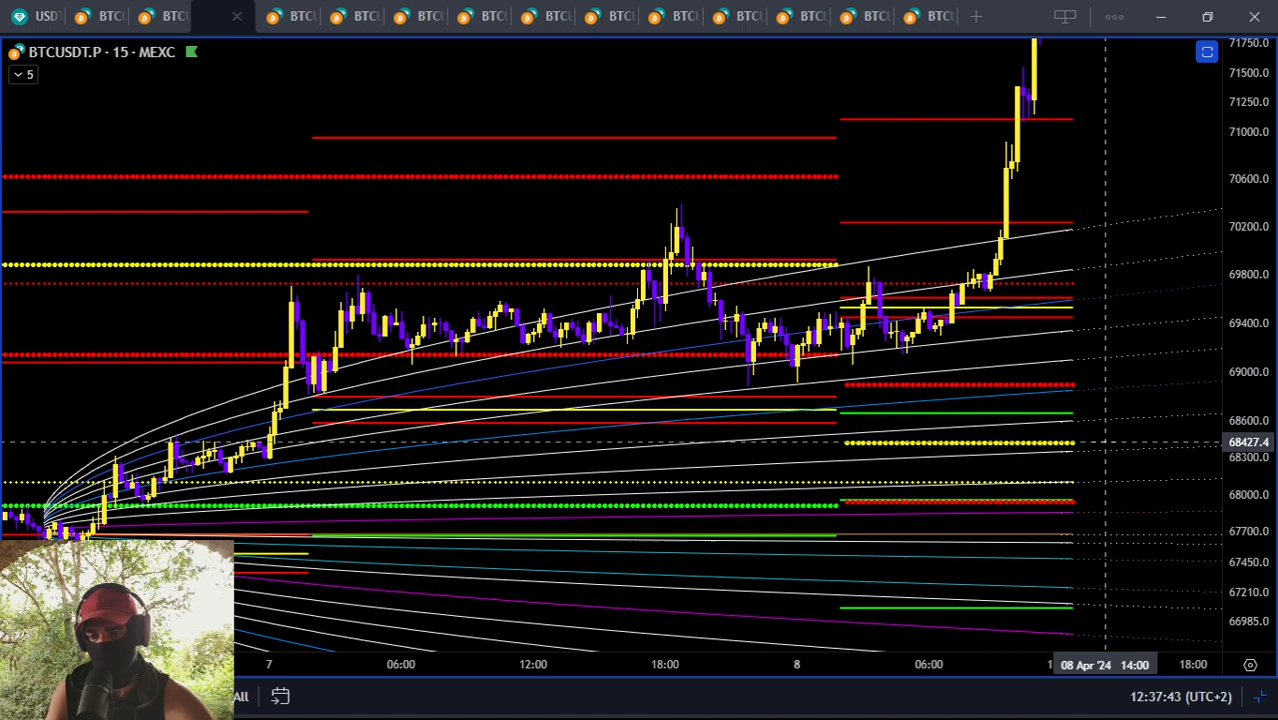 USD
BTC
BTC
BTC
BTC
BTC
BTC
BTC
BTC
BTC
BTC
BTC
BTC
BTC
BTCUSDT.P · 15 · MEXC
5
71750.0
71500.0
71250.0
71000.0
70600.0
70200.0
69800.0
69400.0
69000.0
68600.0
68427.4
68300.0
68000.0
67700.0
67450.0
67210.0
66985.0
7 06:00 12:00 18:00 8 06:00 08 Apr '24 14:00 18:00
All 12:37:43 (UTC+2)